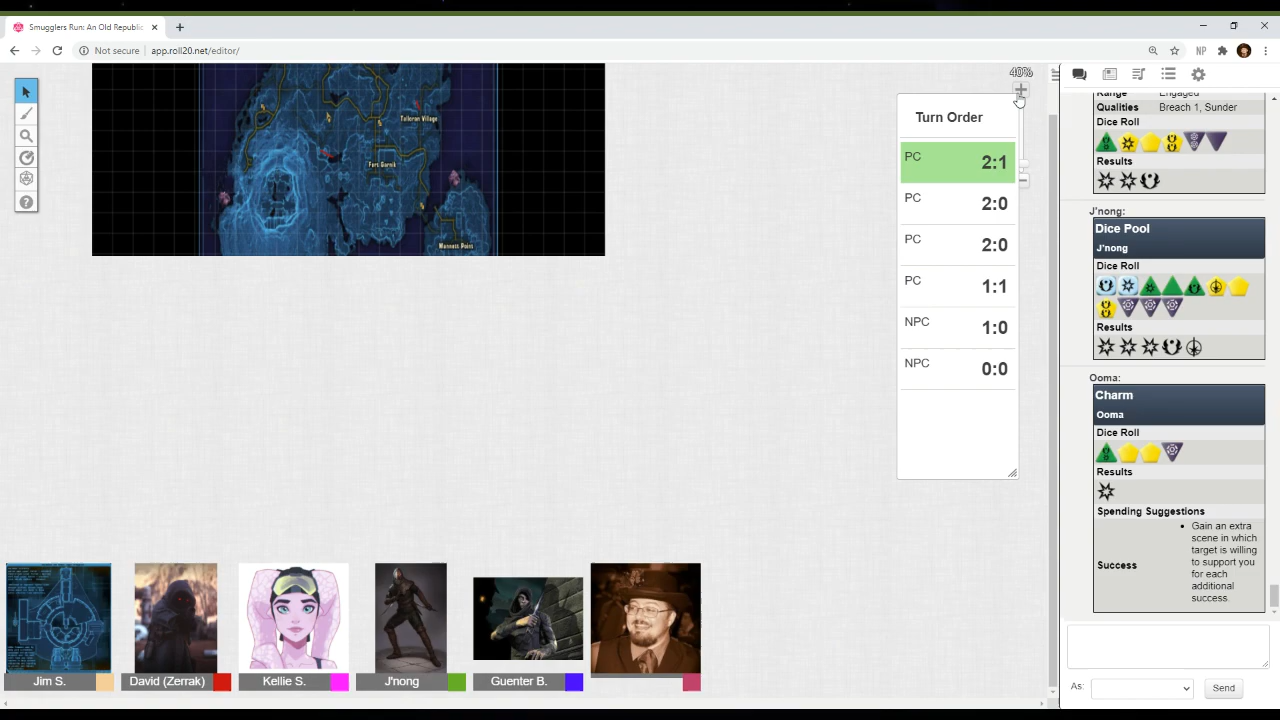 Smugglers Run: An Old Republic
Not secure
app.roll20.net/editor/
NP
40%
Talloran Village
Fort Garnik
Mannett Point
Turn Order
PC 2:1
PC 2:0
PC 2:0
PC 1:1
NPC 1:0
NPC 0:0
Range Engaged
Qualities Breach 1, Sunder
Dice Roll
Results
J'nong:
Dice Pool
J'nong
Dice Roll
Results
Ooma:
Charm
Ooma
Dice Roll
Results
Spending Suggestions
Success
• Gain an extra
scene in which
target is willing
to support you
for each
additional
success.
As:
Send
Jim S.
David (Zerrak)
Kellie S.
J'nong
Guenter B.